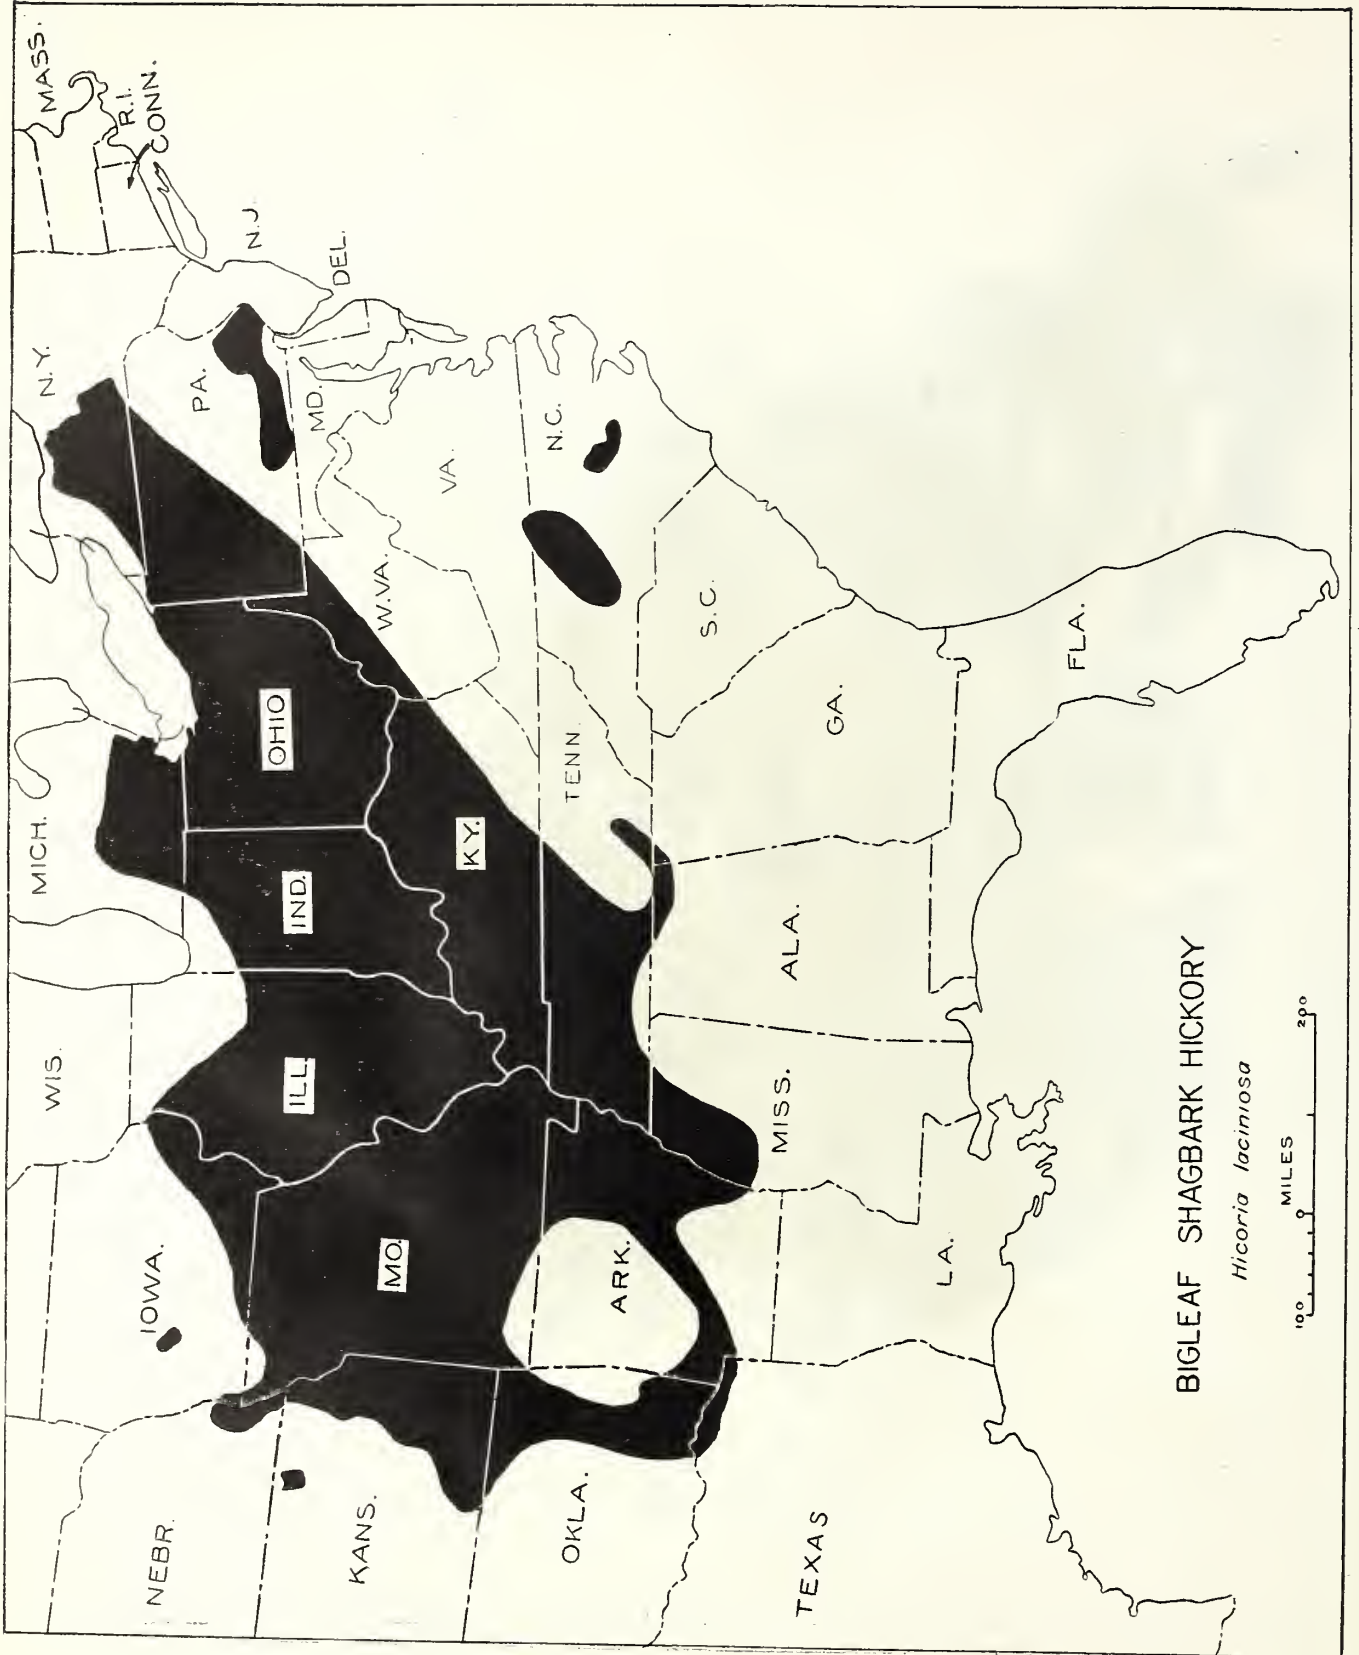 MASS.
R.I.
CONN.
N.Y.
N.J
PA.
DEL.
MD.
MICH.
WIS.
OHIO
W.VA.
VA.
IOWA.
ILL.
IND.
KY.
N.C.
NEBR.
MO.
TENN
S.C.
KANS.
ARK.
OKLA.
MISS.
ALA.
GA.
TEXAS
LA.
FLA.
BIGLEAF SHAGBARK HICKORY
Hicoria laciniosa
MILES
100 0 200